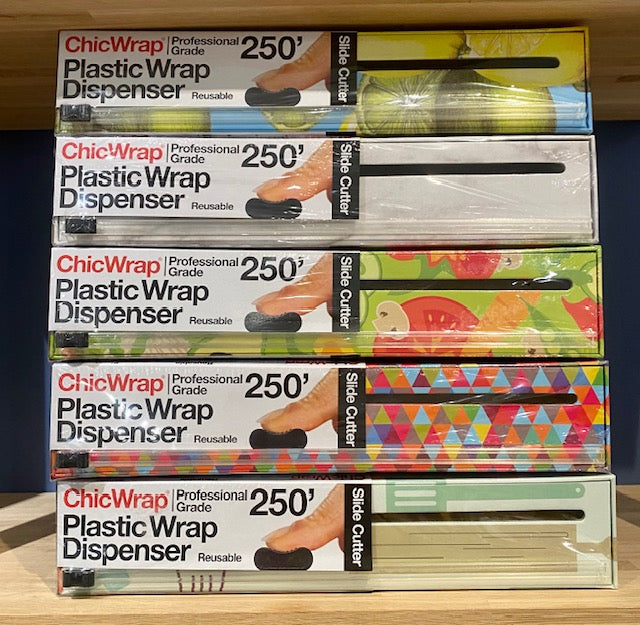 ChicWrap® Professional Grade 250'
Plastic Wrap
Dispenser Reusable
Slide Cutter
ChicWrap® Professional Grade 250'
Plastic Wrap
Dispenser Reusable
Slide Cutter
ChicWrap® Professional Grade 250'
Plastic Wrap
Dispenser Reusable
Slide Cutter
ChicWrap® Professional Grade 250'
Plastic Wrap
Dispenser Reusable
Slide Cutter
ChicWrap® Professional Grade 250'
Plastic Wrap
Dispenser Reusable
Slide Cutter